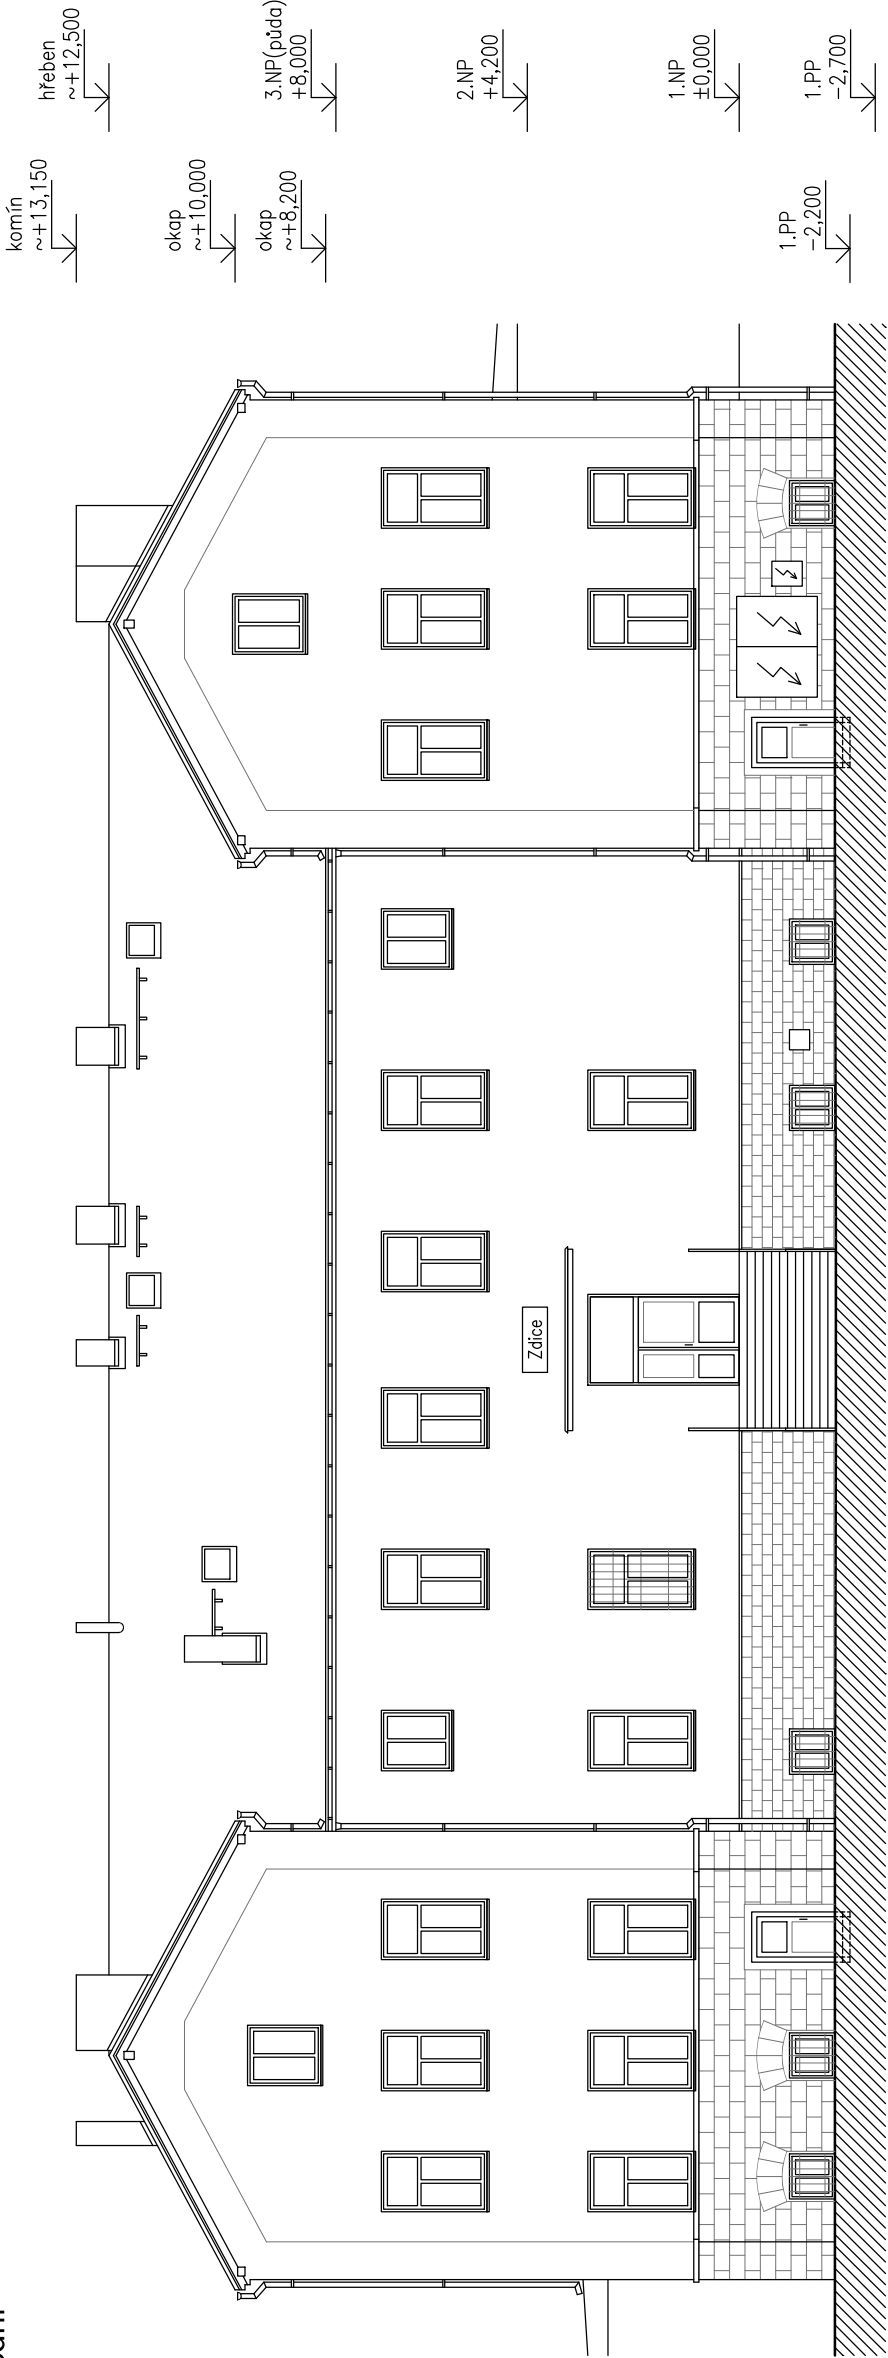 komín
~+13,150
hřeben
~+12,500
okap
~+10,000
okap
~+8,200
3.NP(půda)
+8,000
2.NP
+4,200
1.NP
±0,000
1.PP
-2,200
1.PP
-2,700
Zdice